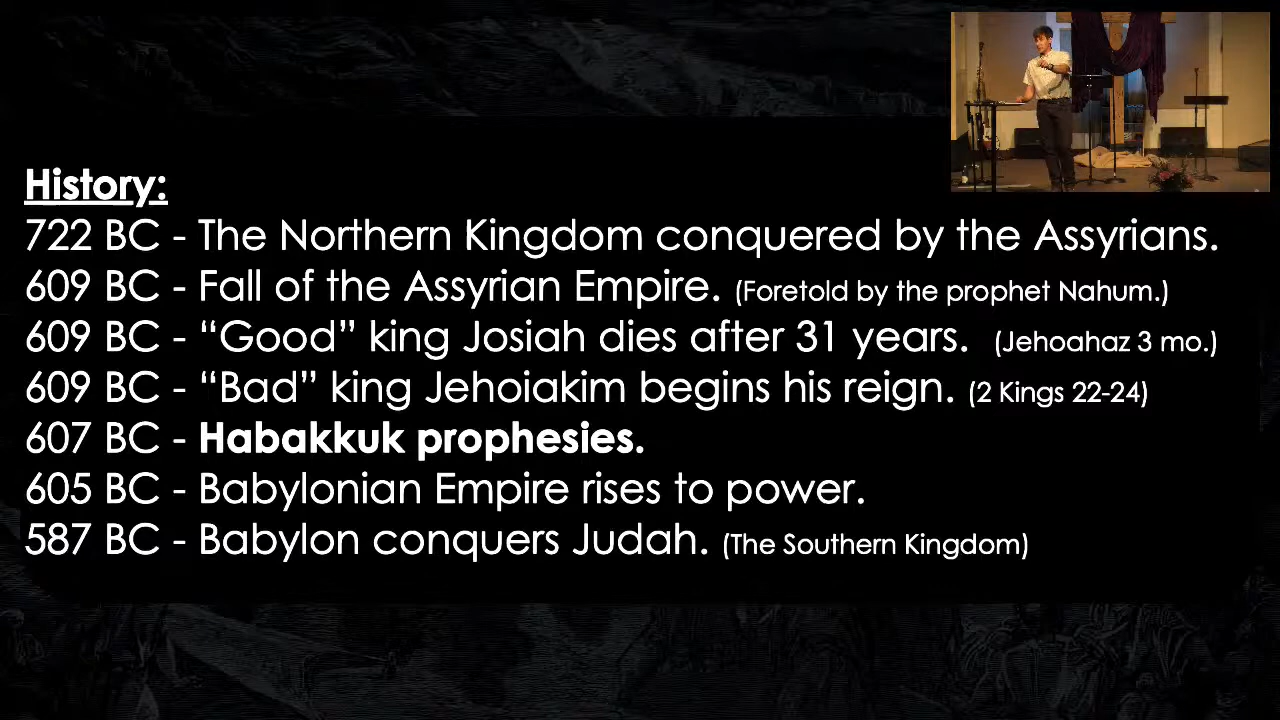 History:
722 BC - The Northern Kingdom conquered by the Assyrians.
609 BC - Fall of the Assyrian Empire. (Foretold by the prophet Nahum.)
609 BC - “Good” king Josiah dies after 31 years. (Jehoahaz 3 mo.)
609 BC - “Bad” king Jehoiakim begins his reign. (2 Kings 22-24)
607 BC - Habakkuk prophesies.
605 BC - Babylonian Empire rises to power.
587 BC - Babylon conquers Judah. (The Southern Kingdom)